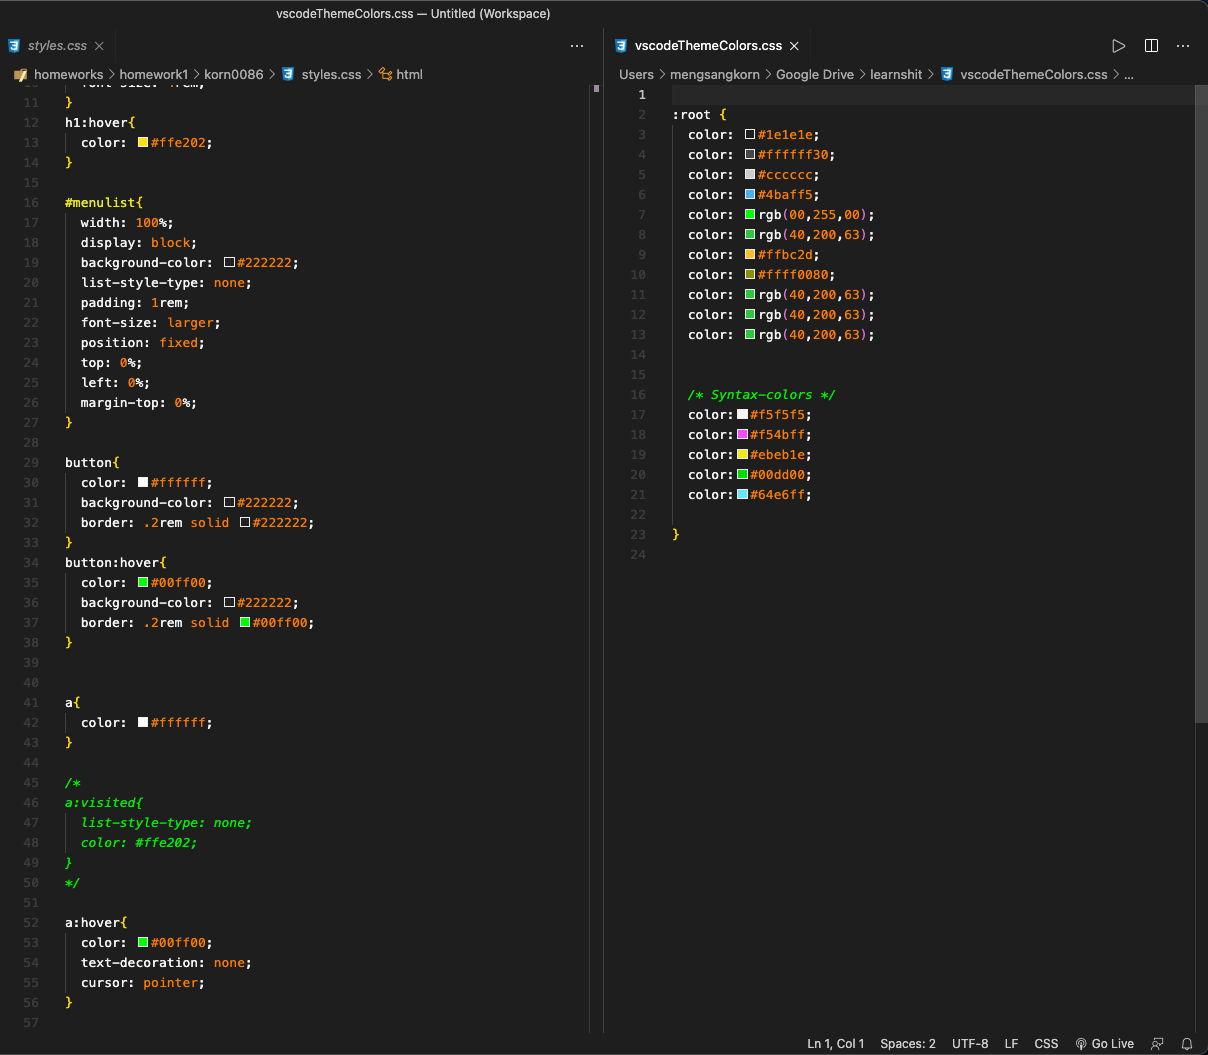 vscodeThemeColors.css — Untitled (Workspace)
styles.css
homeworks > homework1 > korn0086 > styles.css > html
11 }
12 h1:hover{
13 color: #ffe202;
14 }
15
16 #menulist{
17 width: 100%;
18 display: block;
19 background-color: #222222;
20 list-style-type: none;
21 padding: 1rem;
22 font-size: larger;
23 position: fixed;
24 top: 0%;
25 left: 0%;
26 margin-top: 0%;
27 }
28
29 button{
30 color: #ffffff;
31 background-color: #222222;
32 border: .2rem solid #222222;
33 }
34 button:hover{
35 color: #00ff00;
36 background-color: #222222;
37 border: .2rem solid #00ff00;
38 }
39
40
41 a{
42 color: #ffffff;
43 }
44
45 /*
46 a:visited{
47 list-style-type: none;
48 color: #ffe202;
49 }
50 */
51
52 a:hover{
53 color: #00ff00;
54 text-decoration: none;
55 cursor: pointer;
56 }
57
vscodeThemeColors.css
Users > mengsangkorn > Google Drive > learnshit > vscodeThemeColors.css > ...
1
2 :root {
3 color: #1e1e1e;
4 color: #ffffff30;
5 color: #cccccc;
6 color: #4baff5;
7 color: rgb(00,255,00);
8 color: rgb(40,200,63);
9 color: #ffbc2d;
10 color: #ffff0080;
11 color: rgb(40,200,63);
12 color: rgb(40,200,63);
13 color: rgb(40,200,63);
14
15
16 /* Syntax-colors */
17 color:#f5f5f5;
18 color:#f54bff;
19 color:#ebeb1e;
20 color:#00dd00;
21 color:#64e6ff;
22
23 }
24
Ln 1, Col 1 Spaces: 2 UTF-8 LF CSS Go Live